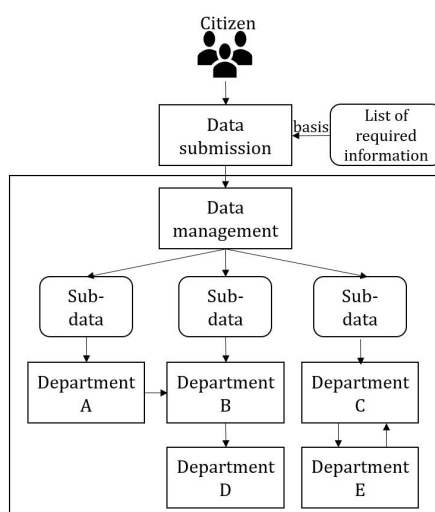 Citizen
Data
submission
basis
List of
required
information
Data
management
Sub-
data
Sub-
data
Sub-
data
Department
A
Department
B
Department
C
Department
D
Department
E